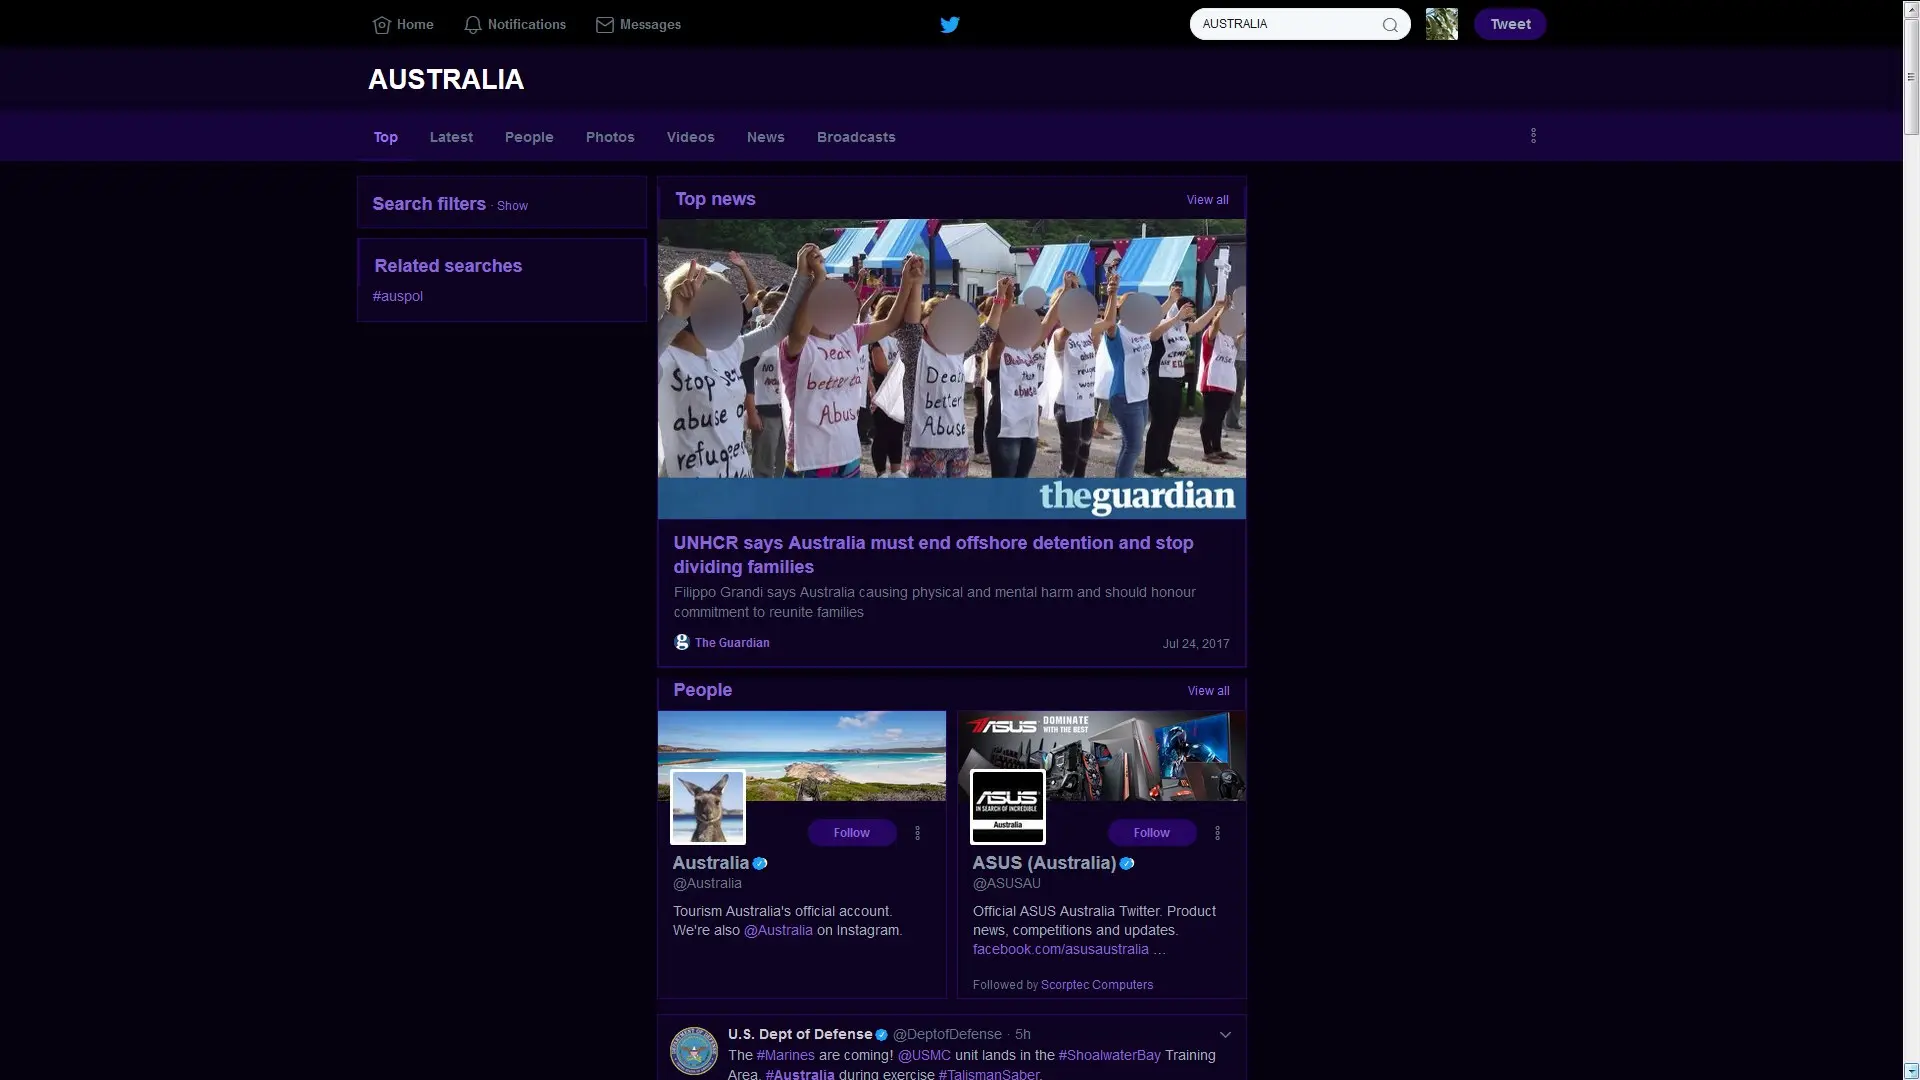 Home
Notifications
Messages
AUSTRALIA
Tweet
AUSTRALIA
Top
Latest
People
Photos
Videos
News
Broadcasts
Search filters · Show
Related searches
#auspol
Top news
View all
Stop
abuse
refugee
Dear
better
Abuse
Death
better
Abuse
theguardian
UNHCR says Australia must end offshore detention and stop
dividing families
Filippo Grandi says Australia causing physical and mental harm and should honour
commitment to reunite families
The Guardian
Jul 24, 2017
People
View all
Follow
Australia
@Australia
Tourism Australia's official account.
We're also @Australia on Instagram.
ASUS DOMINATE
WITH THE BEST
ASUS
IN SEARCH OF INCREDIBLE
Australia
Follow
ASUS (Australia)
@ASUSAU
Official ASUS Australia Twitter. Product
news, competitions and updates.
facebook.com/asusaustralia …
Followed by Scorptec Computers
U.S. Dept of Defense @DeptofDefense · 5h
The #Marines are coming! @USMC unit lands in the #ShoalwaterBay Training
Area, #Australia during exercise #TalismanSaber.